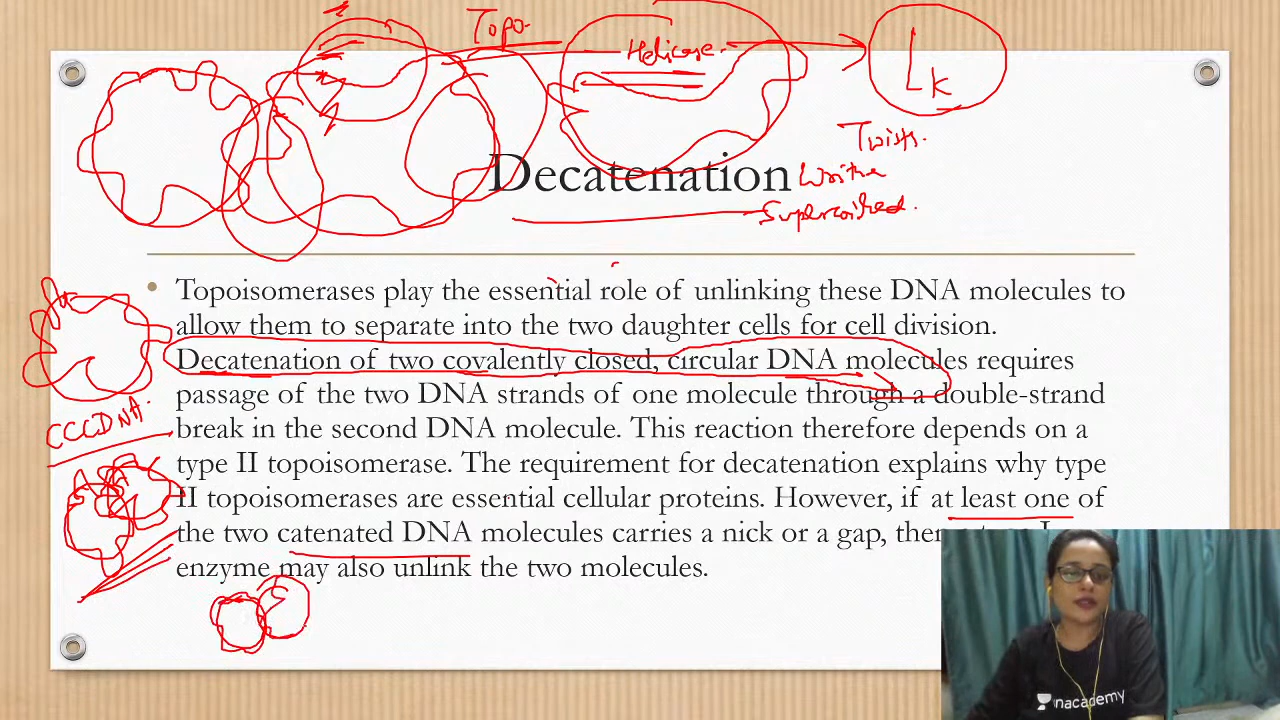 Topo.
Helicase.
Lk
Twists.
Decatenation
Writhe
Supercoiled.
• Topoisomerases play the essential role of unlinking these DNA molecules to
allow them to separate into the two daughter cells for cell division.
Decatenation of two covalently closed, circular DNA molecules requires
passage of the two DNA strands of one molecule through a double-strand
break in the second DNA molecule. This reaction therefore depends on a
CCCDNA.
type II topoisomerase. The requirement for decatenation explains why type
II topoisomerases are essential cellular proteins. However, if at least one of
the two catenated DNA molecules carries a nick or a gap, then I
enzyme may also unlink the two molecules.
unacademy